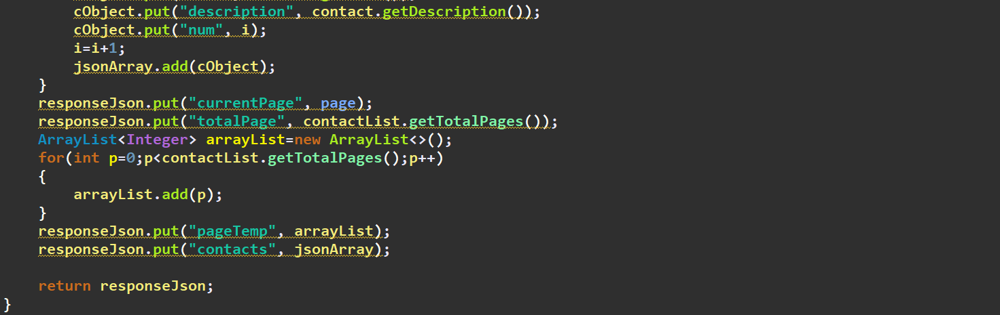 cObject.put("description", contact.getDescription());
cObject.put("num", i);
i=i+1;
jsonArray.add(cObject);
}
responseJson.put("currentPage", page);
responseJson.put("totalPage", contactList.getTotalPages());
ArrayList<Integer> arrayList=new ArrayList<>();
for(int p=0;p<contactList.getTotalPages();p++)
{
arrayList.add(p);
}
responseJson.put("pageTemp", arrayList);
responseJson.put("contacts", jsonArray);
return responseJson;
}